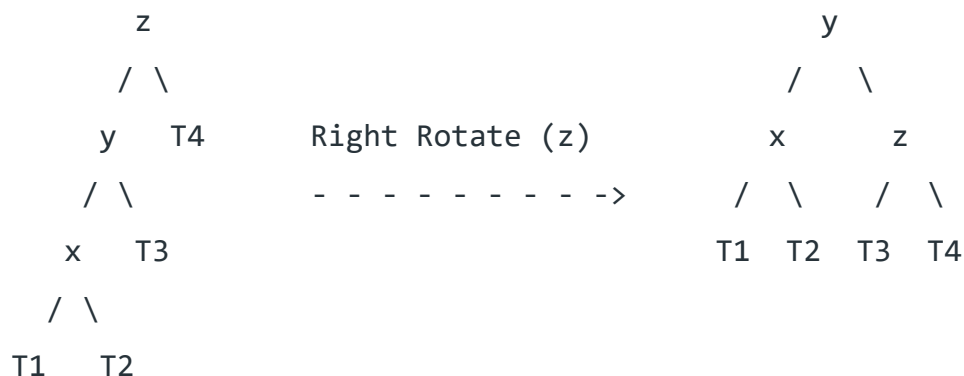 z y
/ \ / \
y T4 Right Rotate (z) x z
/ \ - - - - - - - - -> / \ / \
x T3 T1 T2 T3 T4
/ \
T1 T2